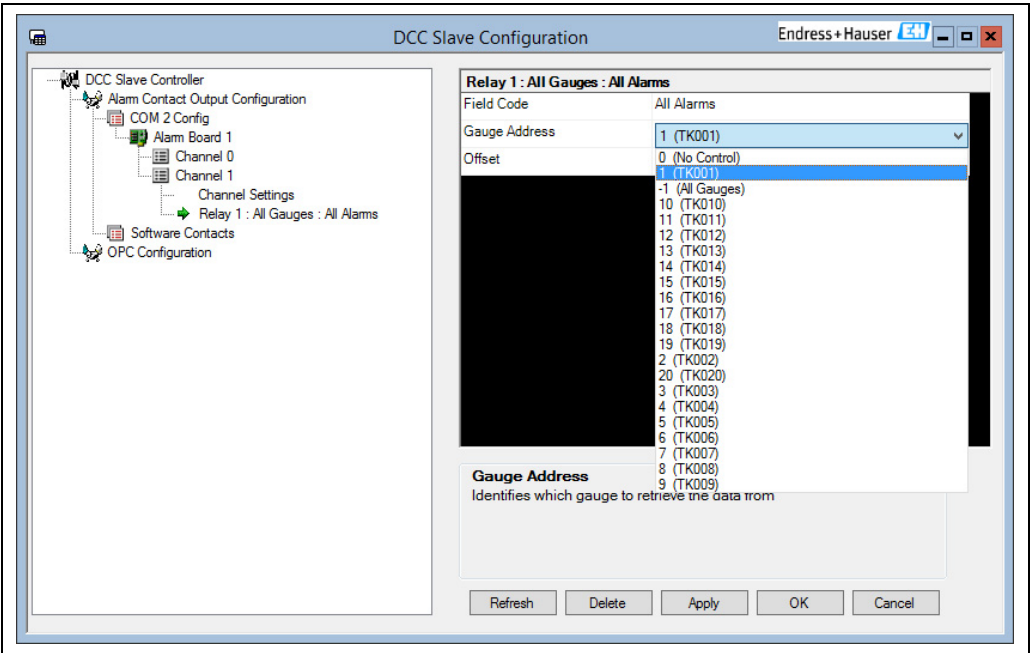 DCC Slave Configuration
Endress+Hauser EH
DCC Slave Controller
Alarm Contact Output Configuration
COM 2 Config
Alarm Board 1
Channel 0
Channel 1
Channel Settings
Relay 1 : All Gauges : All Alarms
Software Contacts
OPC Configuration
Relay 1 : All Gauges : All Alarms
Field Code All Alarms
Gauge Address 1 (TK001)
Offset
0 (No Control)
1 (TK001)
-1 (All Gauges)
10 (TK010)
11 (TK011)
12 (TK012)
13 (TK013)
14 (TK014)
15 (TK015)
16 (TK016)
17 (TK017)
18 (TK018)
19 (TK019)
2 (TK002)
20 (TK020)
3 (TK003)
4 (TK004)
5 (TK005)
6 (TK006)
7 (TK007)
8 (TK008)
9 (TK009)
Gauge Address
Identifies which gauge to retrieve the data from
Refresh Delete Apply OK Cancel